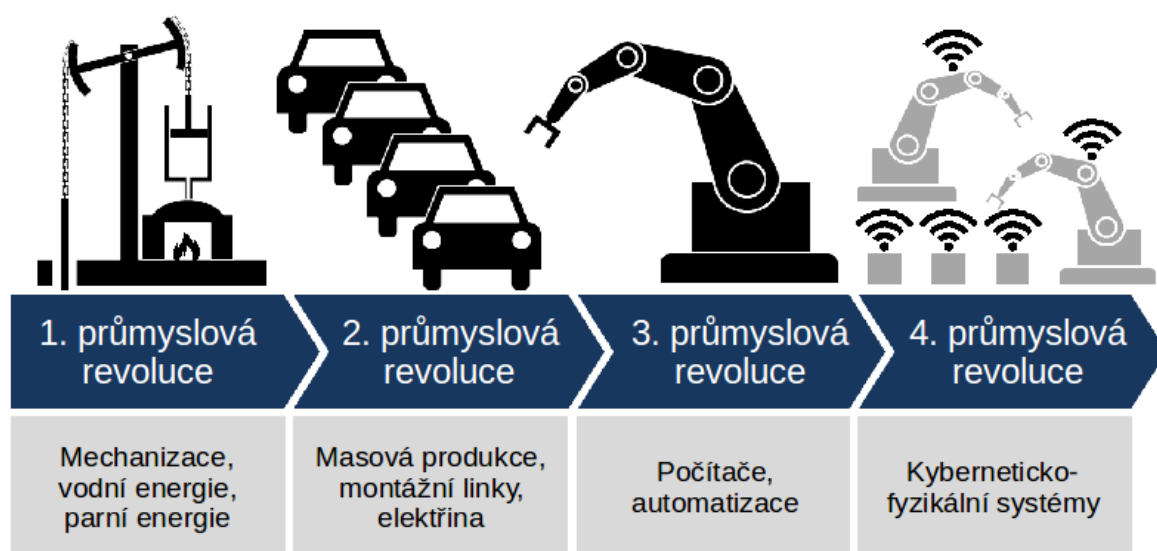 1. průmyslová
revoluce
2. průmyslová
revoluce
3. průmyslová
revoluce
4. průmyslová
revoluce
Mechanizace,
vodní energie,
parní energie
Masová produkce,
montážní linky,
elektřina
Počítače,
automatizace
Kyberneticko-
fyzikální systémy